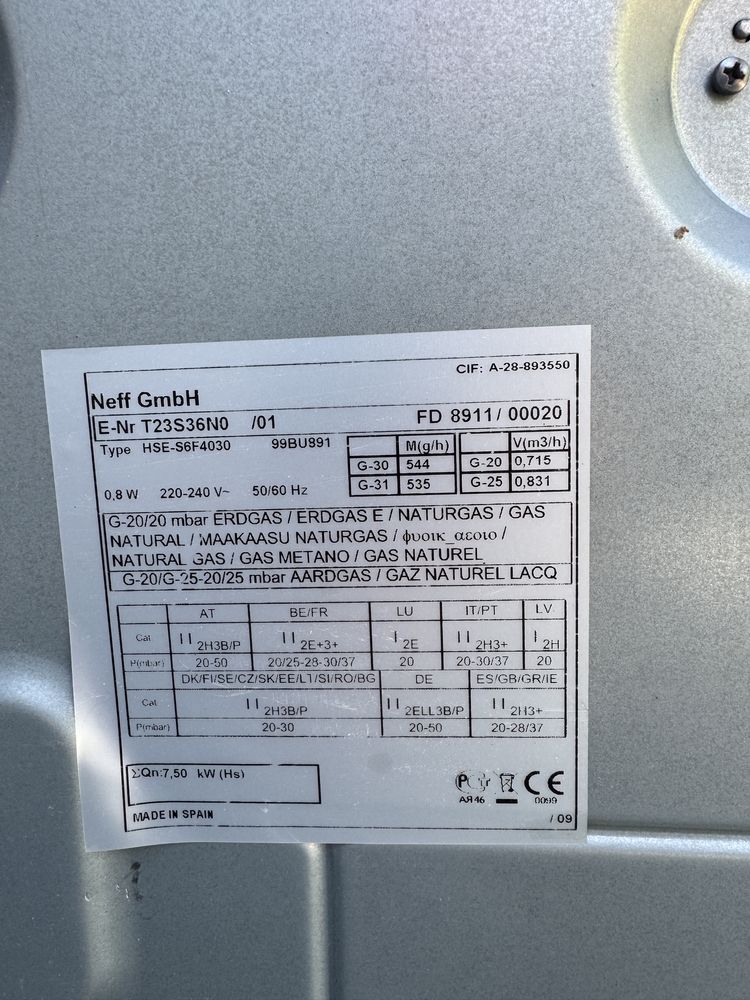 CIF: A-28-893550
Neff GmbH
E-Nr T23S36N0 /01 FD 8911/ 00020
Type HSE-S6F4030 99BU891
M(g/h) V(m3/h)
G-30 544 G-20 0,715
G-31 535 G-25 0,831
0,8 W 220-240 V~ 50/60 Hz
G-20/20 mbar ERDGAS / ERDGAS E / NATURGAS / GAS
NATURAL / MAAKAASU NATURGAS / φυσικ_αεσιο /
NATURAL GAS / GAS METANO / GAS NATUREL
G-20/G-25-20/25 mbar AARDGAS / GAZ NATUREL LACQ
AT BE/FR LU IT/PT LV
Cat II 2H3B/P II 2E+3+ I 2E II 2H3+ I 2H
P(mbar) 20-50 20/25-28-30/37 20 20-30/37 20
DK/FI/SE/CZ/SK/EE/LT/SI/RO/BG DE ES/GB/GR/IE
Cat II 2H3B/P II 2ELL3B/P II 2H3+
P(mbar) 20-30 20-50 20-28/37
ΣQn:7,50 kW (Hs)
CE
АЯ46 0099
MADE IN SPAIN / 09